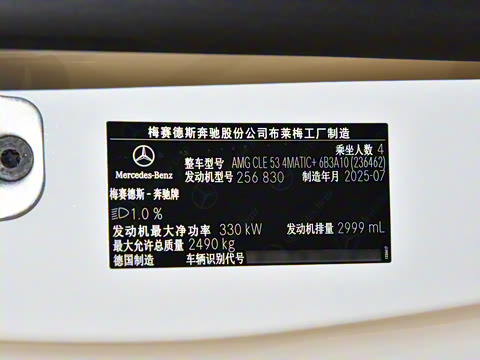 梅赛德斯奔驰股份公司布莱梅工厂制造
乘坐人数 4
Mercedes-Benz
整车型号 AMG CLE 53 4MATIC+ 6B3A10 (236462)
发动机型号 256 830 制造年月 2025-07
梅赛德斯-奔驰牌
1.0 %
发动机最大净功率 330 kW 发动机排量 2999 mL
最大允许总质量 2490 kg
德国制造 车辆识别代号